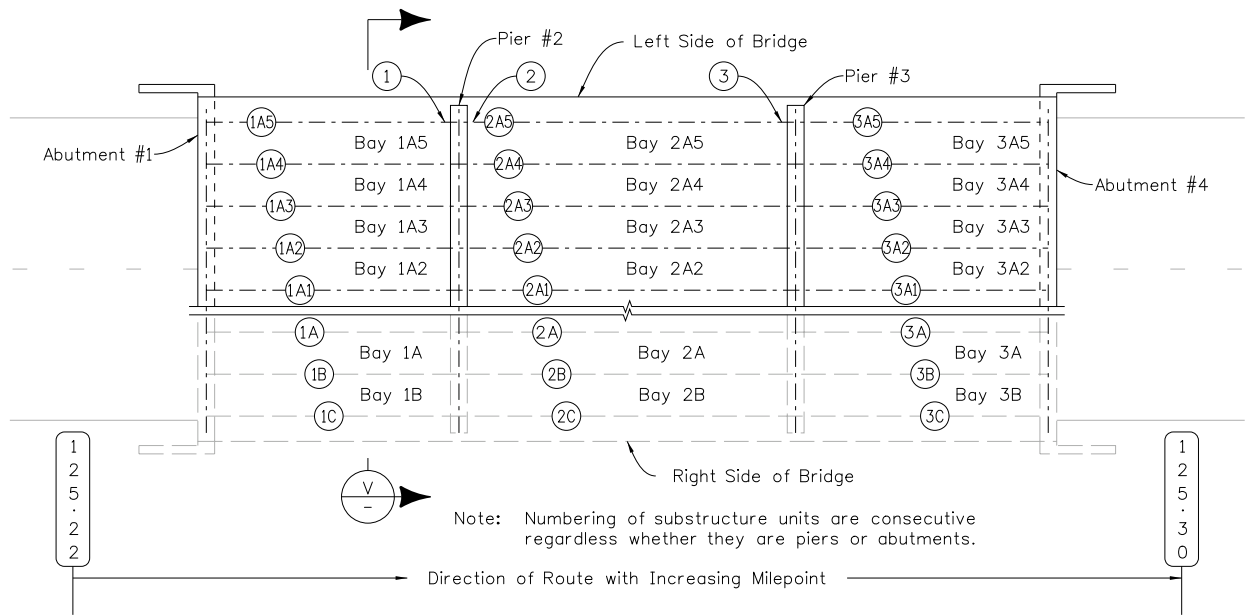 Pier #2
Left Side of Bridge
1
2
3
Pier #3
1A5
2A5
3A5
Abutment #1
Bay 1A5
Bay 2A5
Bay 3A5
1A4
2A4
3A4
Bay 1A4
Bay 2A4
Bay 3A4
Abutment #4
1A3
2A3
3A3
Bay 1A3
Bay 2A3
Bay 3A3
1A2
2A2
3A2
Bay 1A2
Bay 2A2
Bay 3A2
1A1
2A1
3A1
1A
2A
3A
Bay 1A
Bay 2A
Bay 3A
1B
2B
3B
Bay 1B
Bay 2B
Bay 3B
1C
2C
3C
125.22
125.30
Right Side of Bridge
V
-
Note: Numbering of substructure units are consecutive
regardless whether they are piers or abutments.
Direction of Route with Increasing Milepoint